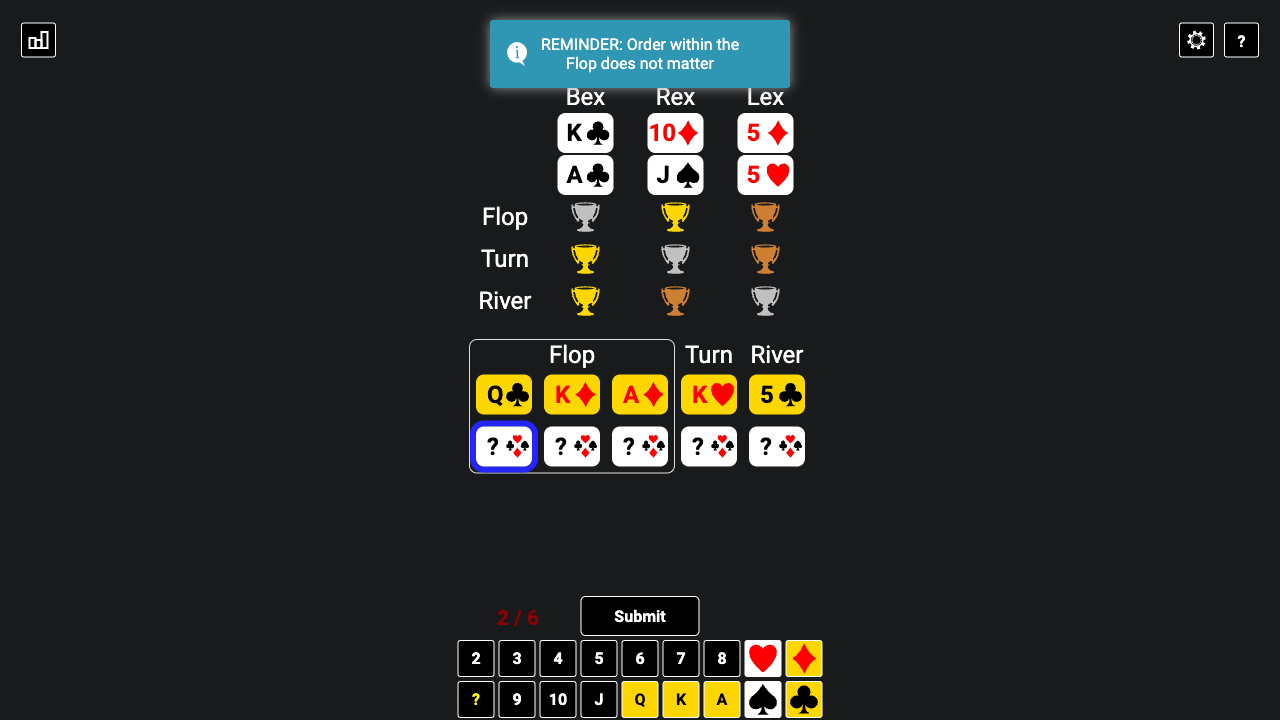 REMINDER: Order within the
Flop does not matter
?
Bex Rex Lex
K 10 5
A J 5
Flop
Turn
River
Flop Turn River
Q K A K 5
? ? ? ? ?
2 / 6 Submit
2 3 4 5 6 7 8
? 9 10 J Q K A